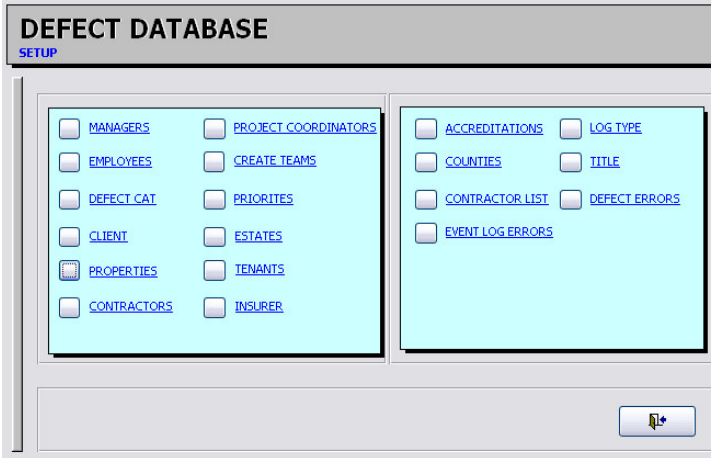 DEFECT DATABASE
SETUP
MANAGERS
PROJECT COORDINATORS
EMPLOYEES
CREATE TEAMS
DEFECT CAT
PRIORITES
CLIENT
ESTATES
PROPERTIES
TENANTS
CONTRACTORS
INSURER
ACCREDITATIONS
LOG TYPE
COUNTIES
TITLE
CONTRACTOR LIST
DEFECT ERRORS
EVENT LOG ERRORS